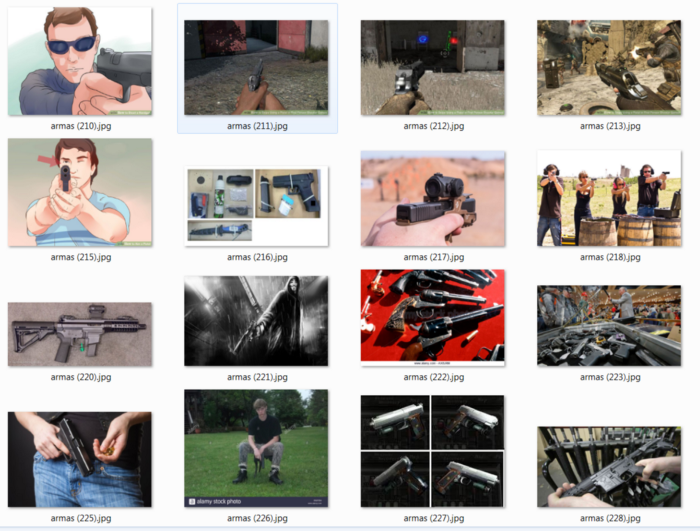 armas (210).jpg
armas (211).jpg
armas (212).jpg
armas (213).jpg
armas (215).jpg
armas (216).jpg
armas (217).jpg
armas (218).jpg
armas (220).jpg
armas (221).jpg
armas (222).jpg
armas (223).jpg
armas (225).jpg
alamy stock photo
armas (226).jpg
armas (227).jpg
armas (228).jpg